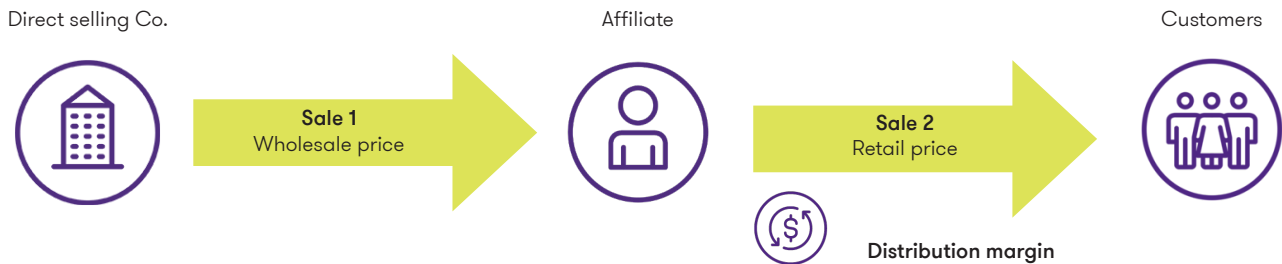 Direct selling Co.
Affiliate
Customers
Sale 1
Wholesale price
Sale 2
Retail price
$
Distribution margin